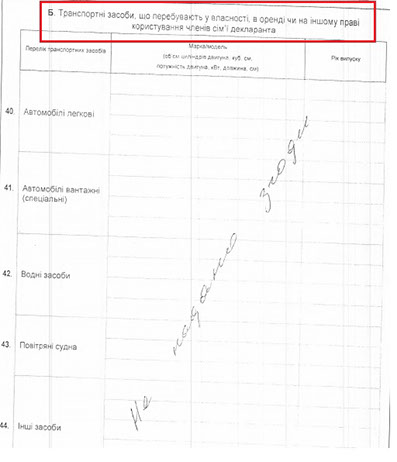 Б. Транспортні засоби, що перебувають у власності, в оренді чи на іншому праві
користування членів сім'ї декларанта
Перелік транспортних засобів
Марка/модель
(об'єм циліндрів двигуна, куб. см,
потужність двигуна, кВт, довжина, см)
Рік випуску
40. Автомобілі легкові
41. Автомобілі вантажні
(спеціальні)
42. Водні засоби
43. Повітряні судна
44. Інші засоби
Не надано згоди